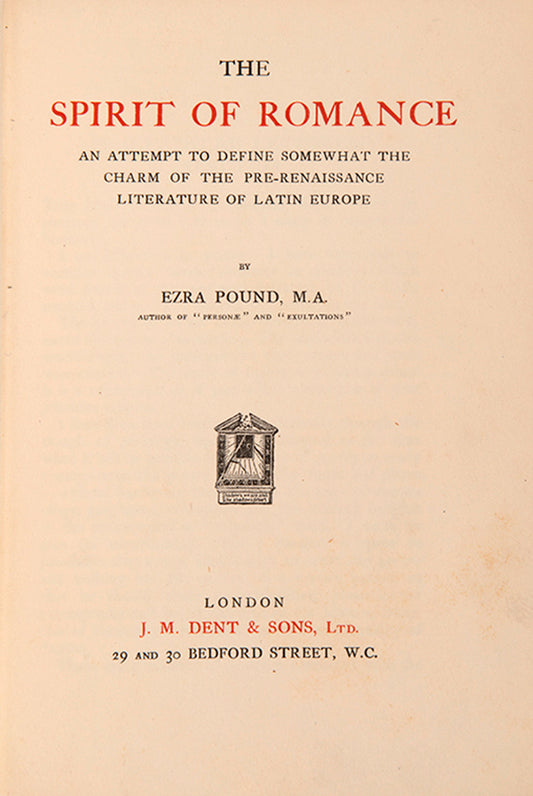 THE
SPIRIT OF ROMANCE
AN ATTEMPT TO DEFINE SOMEWHAT THE
CHARM OF THE PRE-RENAISSANCE
LITERATURE OF LATIN EUROPE
BY
EZRA POUND, M.A.
AUTHOR OF "PERSONÆ" AND "EXULTATIONS"
LONDON
J. M. DENT & SONS, LTD.
29 AND 30 BEDFORD STREET, W.C.